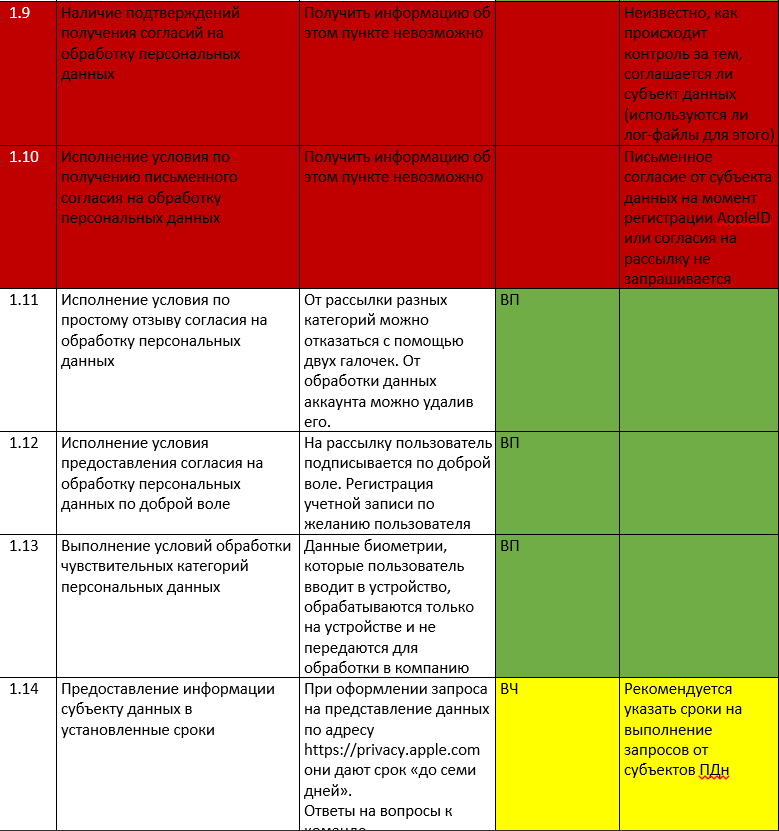 1.9
Наличие подтверждений
получения согласий на
обработку персональных
данных
Получить информацию об
этом пункте невозможно
Неизвестно, как
происходит
контроль за тем,
соглашается ли
субъект данных
(используются ли
лог-файлы для этого)
1.10
Исполнение условия по
получению письменного
согласия на обработку
персональных данных
Получить информацию об
этом пункте невозможно
Письменное
согласие от субъекта
данных на момент
регистрации AppleID
или согласия на
рассылку не
запрашивается
1.11
Исполнение условия по
простому отзыву согласия на
обработку персональных
данных
От рассылки разных
категорий можно
отказаться с помощью
двух галочек. От
обработки данных
аккаунта можно удалив
его.
ВП
1.12
Исполнение условия
предоставления согласия на
обработку персональных
данных по доброй воле
На рассылку пользователь
подписывается по доброй
воле. Регистрация
учетной записи по
желанию пользователя
ВП
1.13
Выполнение условий обработки
чувствительных категорий
персональных данных
Данные биометрии,
которые пользователь
вводит в устройство,
обрабатываются только
на устройстве и не
передаются для
обработки в компанию
ВП
1.14
Предоставление информации
субъекту данных в
установленные сроки
При оформлении запроса
на представление данных
по адресу
https://privacy.apple.com
они дают срок «до семи
дней».
Ответы на вопросы к
ВЧ
Рекомендуется
указать сроки на
выполнение
запросов от
субъектов ПДн